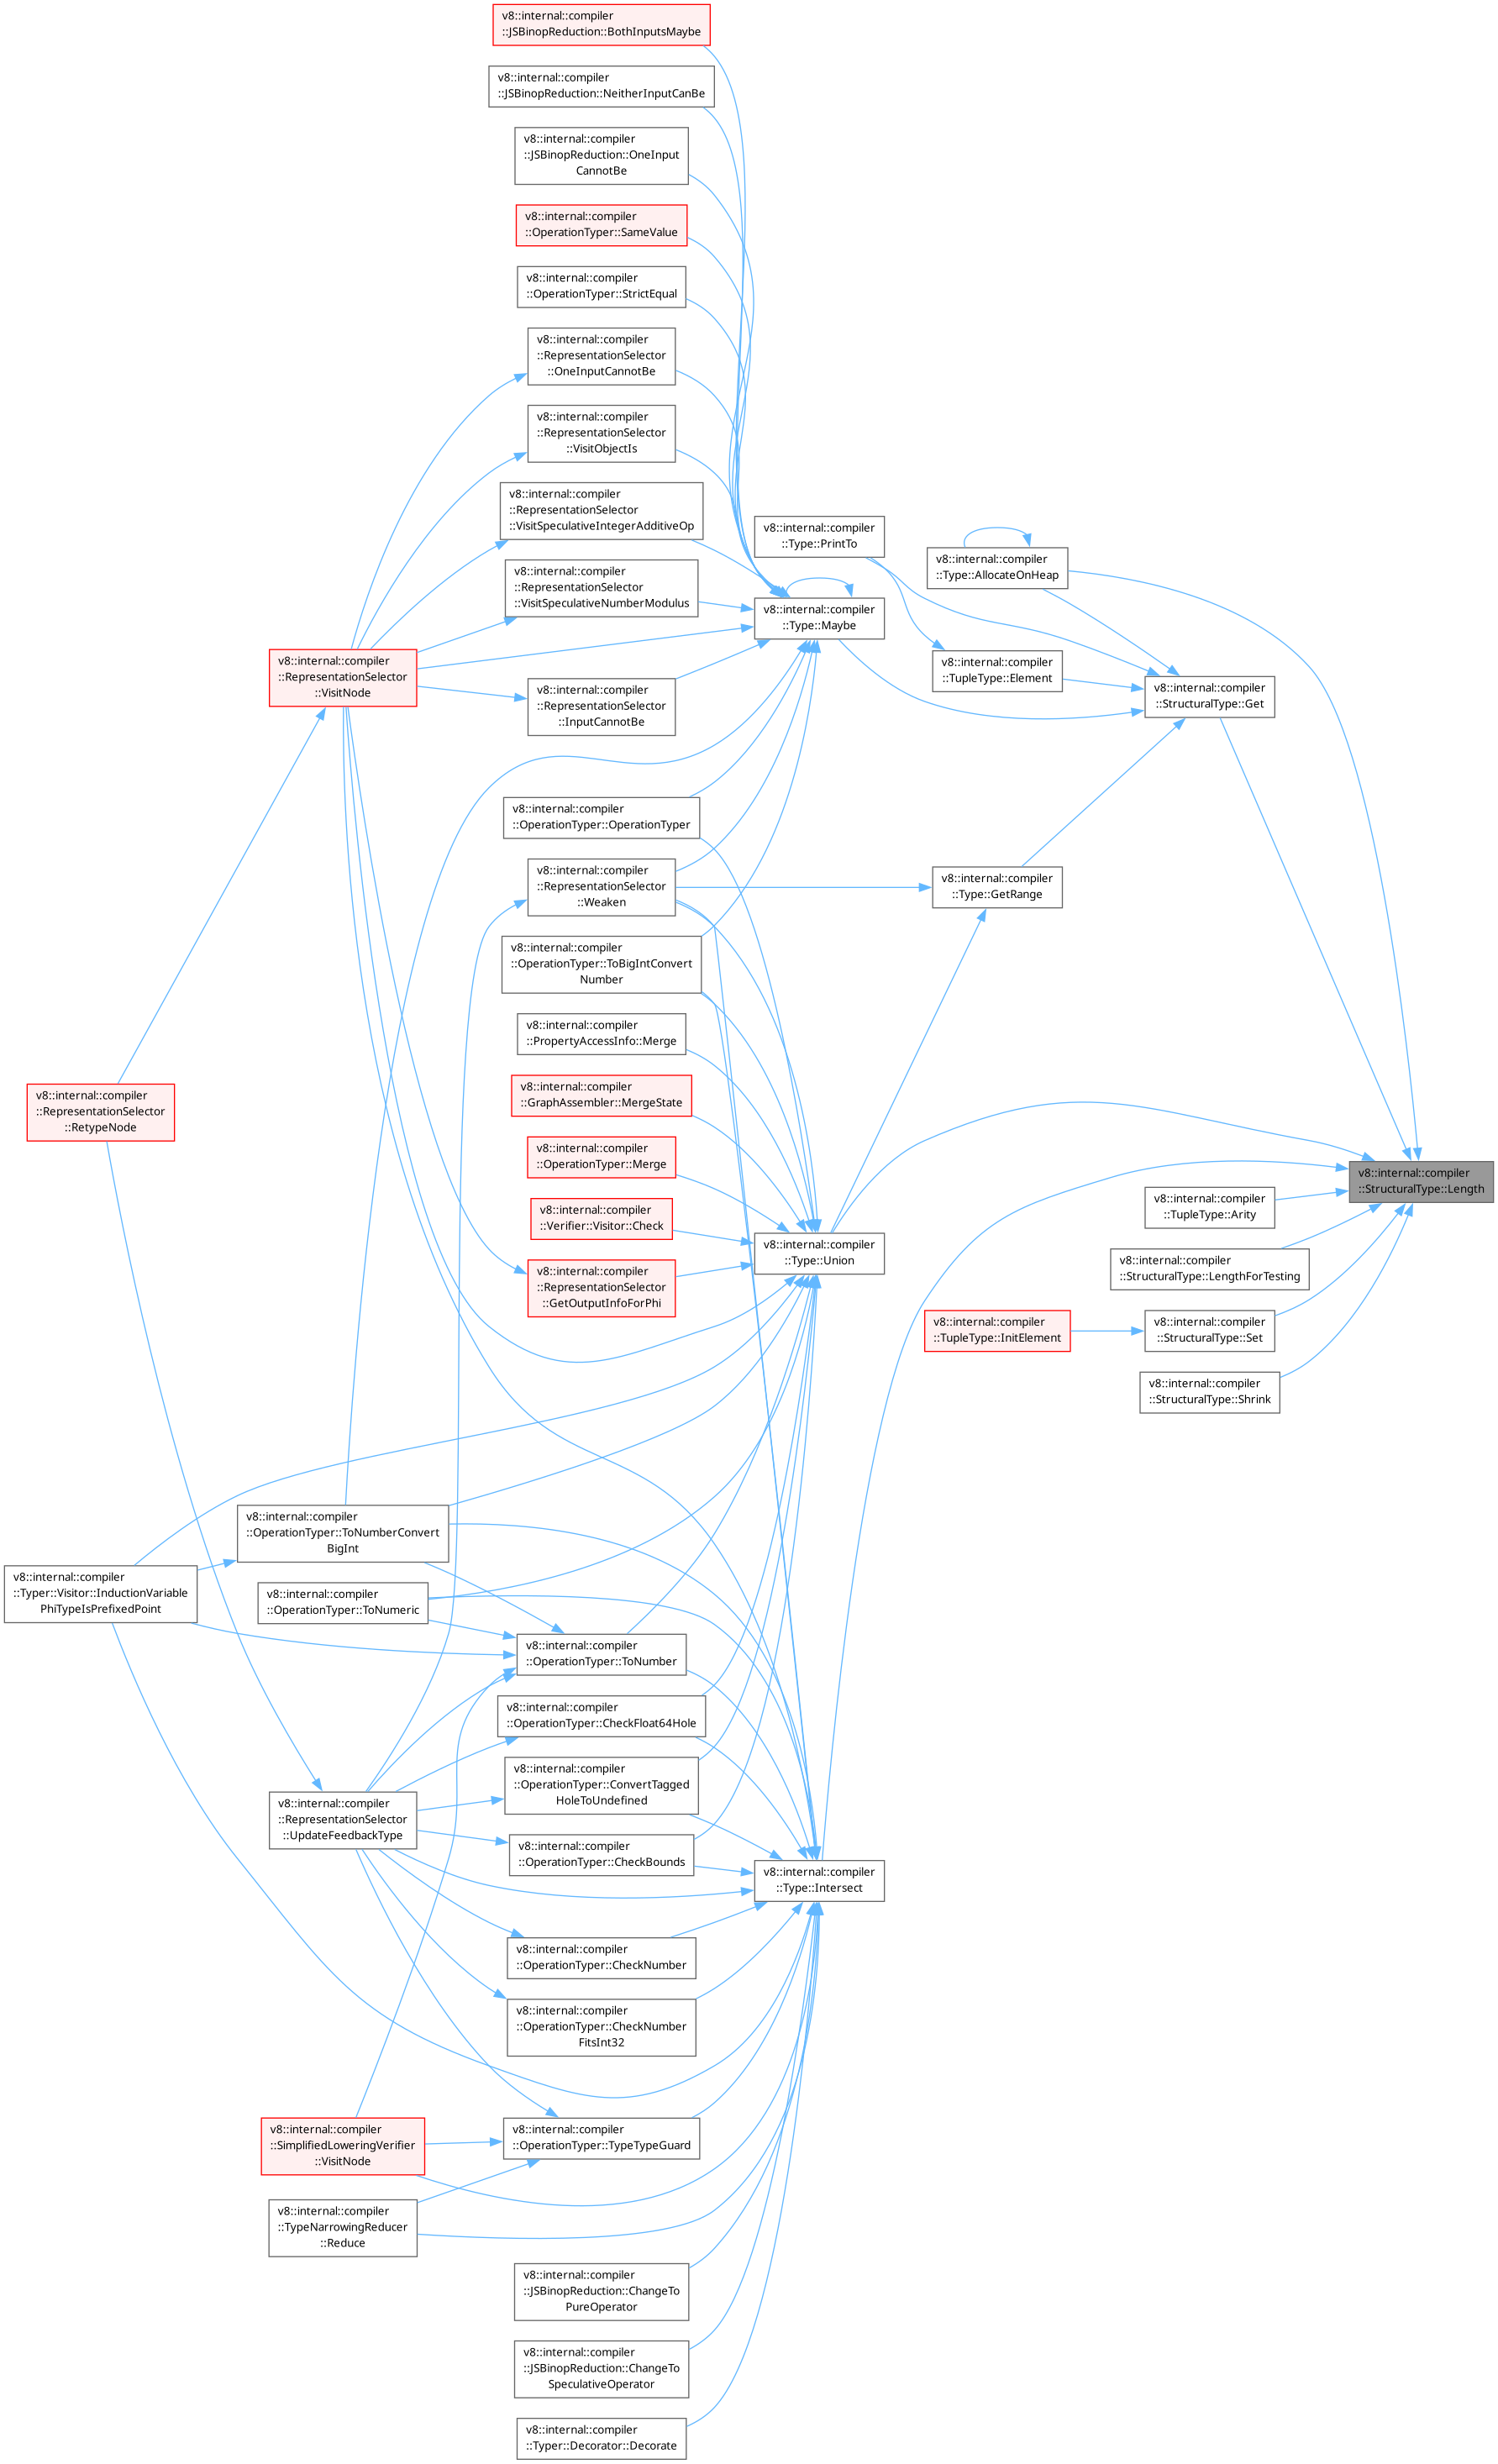 v8::internal::compiler
::JSBinopReduction::BothInputsMaybe
v8::internal::compiler
::JSBinopReduction::NeitherInputCanBe
v8::internal::compiler
::JSBinopReduction::OneInput
CannotBe
v8::internal::compiler
::OperationTyper::SameValue
v8::internal::compiler
::OperationTyper::StrictEqual
v8::internal::compiler
::RepresentationSelector
::OneInputCannotBe
v8::internal::compiler
::RepresentationSelector
::VisitObjectIs
v8::internal::compiler
::RepresentationSelector
::VisitSpeculativeIntegerAdditiveOp
v8::internal::compiler
::Type::PrintTo
v8::internal::compiler
::Type::AllocateOnHeap
v8::internal::compiler
::RepresentationSelector
::VisitSpeculativeNumberModulus
v8::internal::compiler
::Type::Maybe
v8::internal::compiler
::TupleType::Element
v8::internal::compiler
::RepresentationSelector
::VisitNode
v8::internal::compiler
::RepresentationSelector
::InputCannotBe
v8::internal::compiler
::StructuralType::Get
v8::internal::compiler
::OperationTyper::OperationTyper
v8::internal::compiler
::RepresentationSelector
::Weaken
v8::internal::compiler
::Type::GetRange
v8::internal::compiler
::OperationTyper::ToBigIntConvert
Number
v8::internal::compiler
::PropertyAccessInfo::Merge
v8::internal::compiler
::GraphAssembler::MergeState
v8::internal::compiler
::RepresentationSelector
::RetypeNode
v8::internal::compiler
::OperationTyper::Merge
v8::internal::compiler
::StructuralType::Length
v8::internal::compiler
::Verifier::Visitor::Check
v8::internal::compiler
::TupleType::Arity
v8::internal::compiler
::Type::Union
v8::internal::compiler
::StructuralType::LengthForTesting
v8::internal::compiler
::RepresentationSelector
::GetOutputInfoForPhi
v8::internal::compiler
::TupleType::InitElement
v8::internal::compiler
::StructuralType::Set
v8::internal::compiler
::StructuralType::Shrink
v8::internal::compiler
::OperationTyper::ToNumberConvert
BigInt
v8::internal::compiler
::Typer::Visitor::InductionVariable
PhiTypeIsPrefixedPoint
v8::internal::compiler
::OperationTyper::ToNumeric
v8::internal::compiler
::OperationTyper::ToNumber
v8::internal::compiler
::OperationTyper::CheckFloat64Hole
v8::internal::compiler
::OperationTyper::ConvertTagged
HoleToUndefined
v8::internal::compiler
::RepresentationSelector
::UpdateFeedbackType
v8::internal::compiler
::OperationTyper::CheckBounds
v8::internal::compiler
::Type::Intersect
v8::internal::compiler
::OperationTyper::CheckNumber
v8::internal::compiler
::OperationTyper::CheckNumber
FitsInt32
v8::internal::compiler
::SimplifiedLoweringVerifier
::VisitNode
v8::internal::compiler
::OperationTyper::TypeTypeGuard
v8::internal::compiler
::TypeNarrowingReducer
::Reduce
v8::internal::compiler
::JSBinopReduction::ChangeTo
PureOperator
v8::internal::compiler
::JSBinopReduction::ChangeTo
SpeculativeOperator
v8::internal::compiler
::Typer::Decorator::Decorate